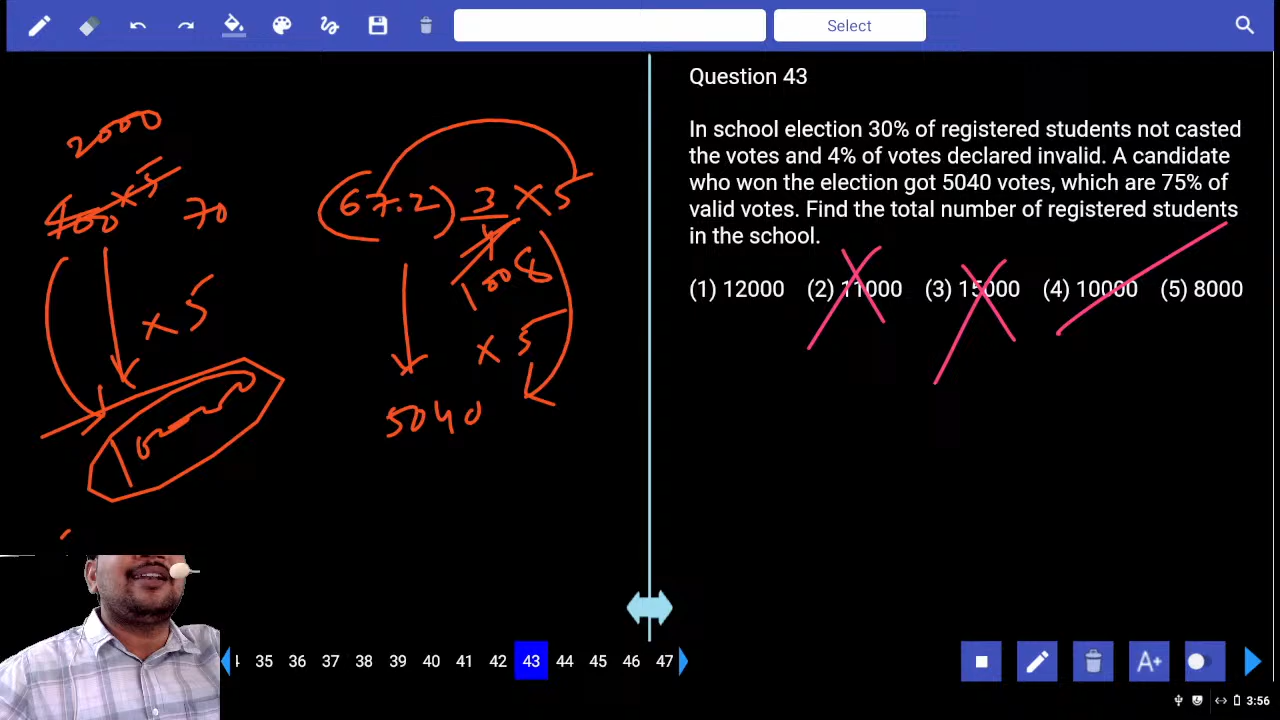 Select
2000
400 x 5
70
x 5
10000
(67.2) 3/4 x 5
1008
x 5
5040
Question 43
In school election 30% of registered students not casted
the votes and 4% of votes declared invalid. A candidate
who won the election got 5040 votes, which are 75% of
valid votes. Find the total number of registered students
in the school.
(1) 12000 (2) 11000 (3) 15000 (4) 10000 (5) 8000
35 36 37 38 39 40 41 42 43 44 45 46 47
A+
3:56